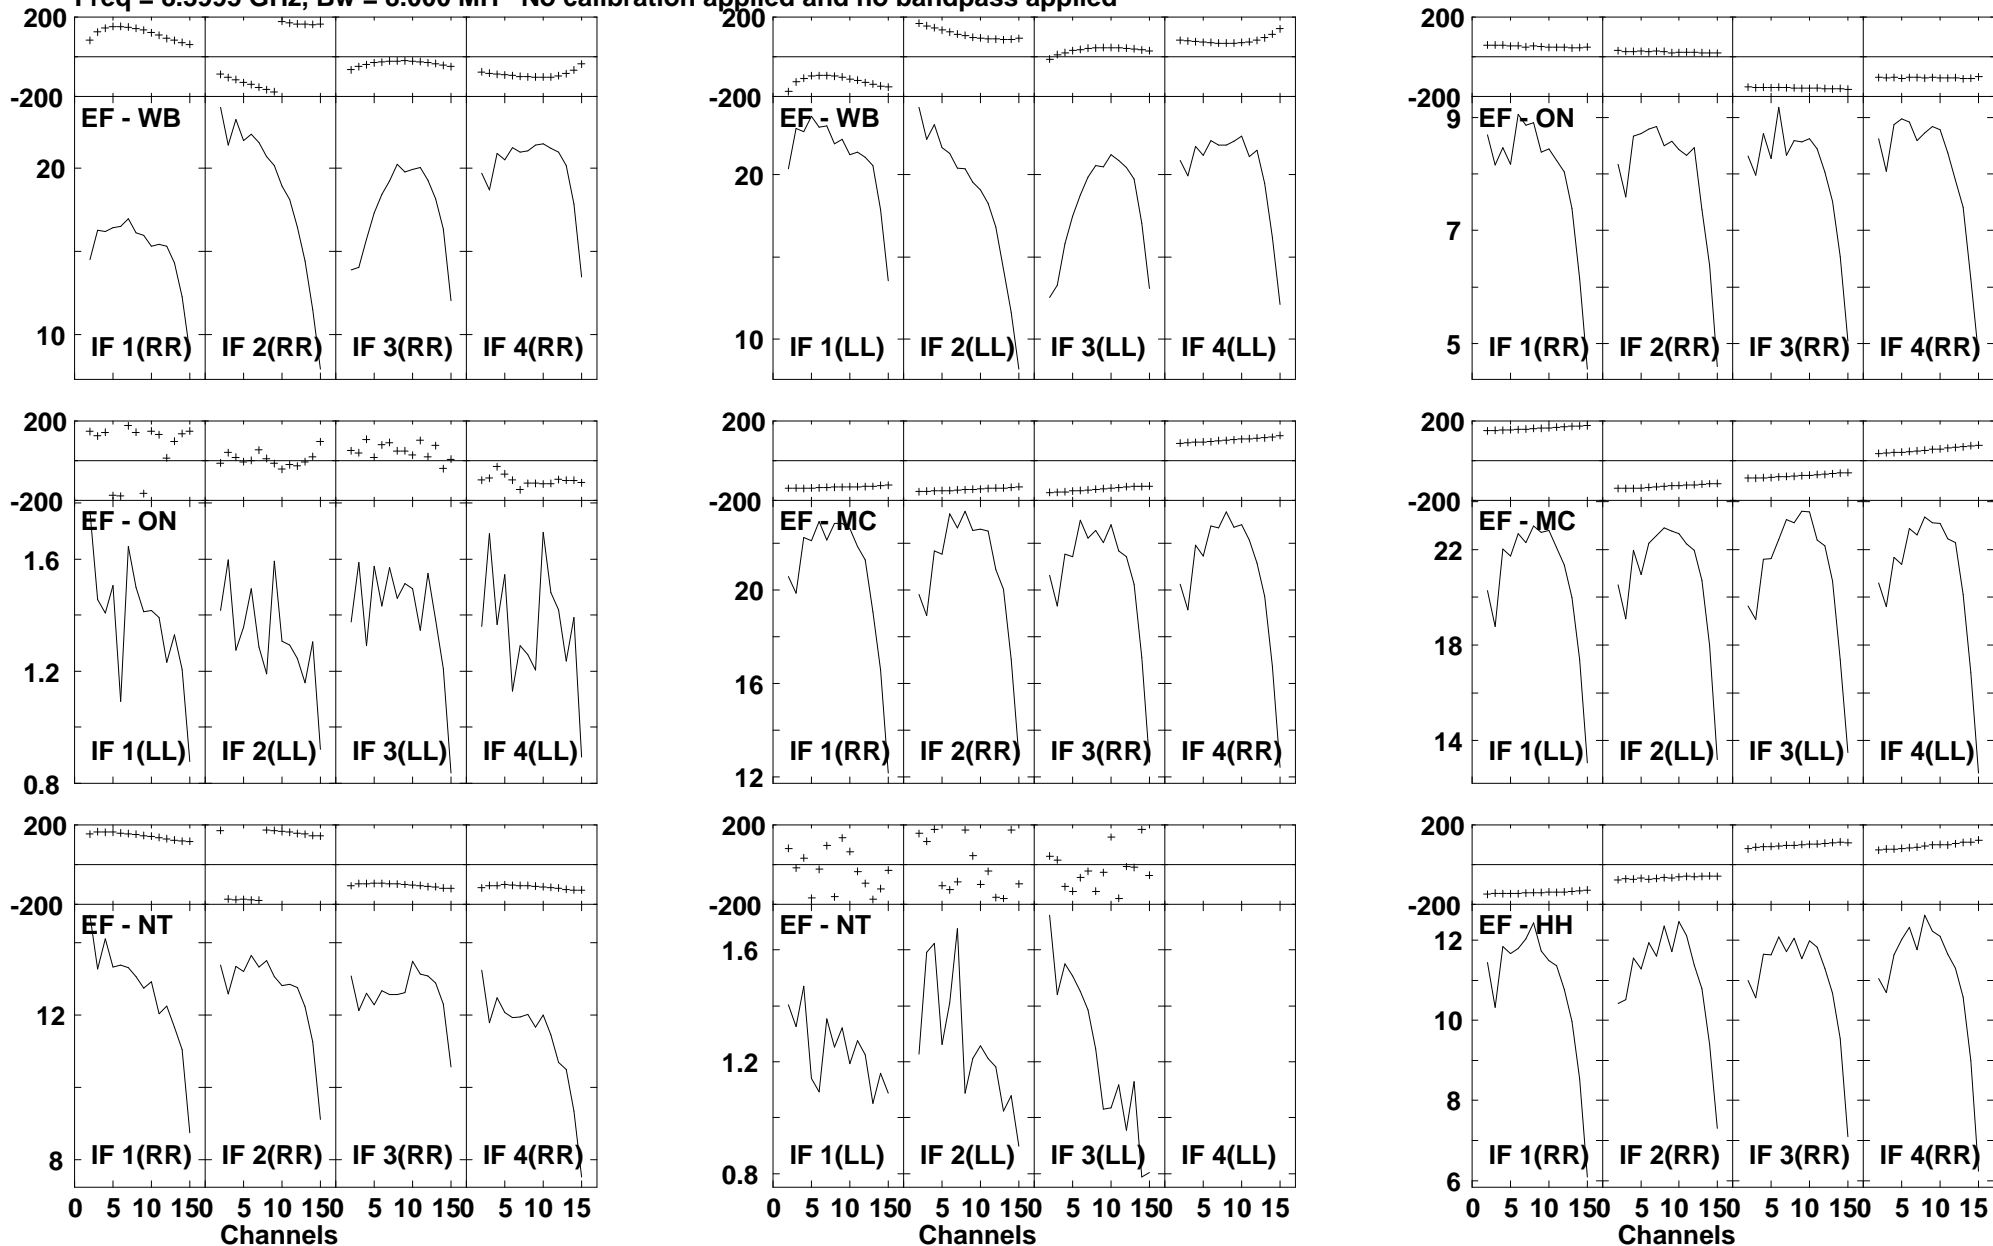 No calibration applied and no bandpass applied
200
200
200
-200
-200
-200
EF - WB
EF - WB
EF - ON
20
10
20
10
9
7
5
IF 1(RR) IF 2(RR) IF 3(RR) IF 4(RR)
IF 1(LL) IF 2(LL) IF 3(LL) IF 4(LL)
IF 1(RR) IF 2(RR) IF 3(RR) IF 4(RR)
200
200
200
-200
-200
-200
EF - ON
EF - MC
EF - MC
1.6
1.2
0.8
20
16
12
22
18
14
IF 1(LL) IF 2(LL) IF 3(LL) IF 4(LL)
IF 1(RR) IF 2(RR) IF 3(RR) IF 4(RR)
IF 1(LL) IF 2(LL) IF 3(LL) IF 4(LL)
200
200
200
-200
-200
-200
EF - NT
EF - NT
EF - HH
12
8
1.6
1.2
0.8
12
10
8
6
IF 1(RR) IF 2(RR) IF 3(RR) IF 4(RR)
IF 1(LL) IF 2(LL) IF 3(LL) IF 4(LL)
IF 1(RR) IF 2(RR) IF 3(RR) IF 4(RR)
0 5 10 150 5 10 150 5 10 150 5 10 15
0 5 10 150 5 10 150 5 10 150 5 10 15
0 5 10 150 5 10 150 5 10 150 5 10 15
Channels
Channels
Channels